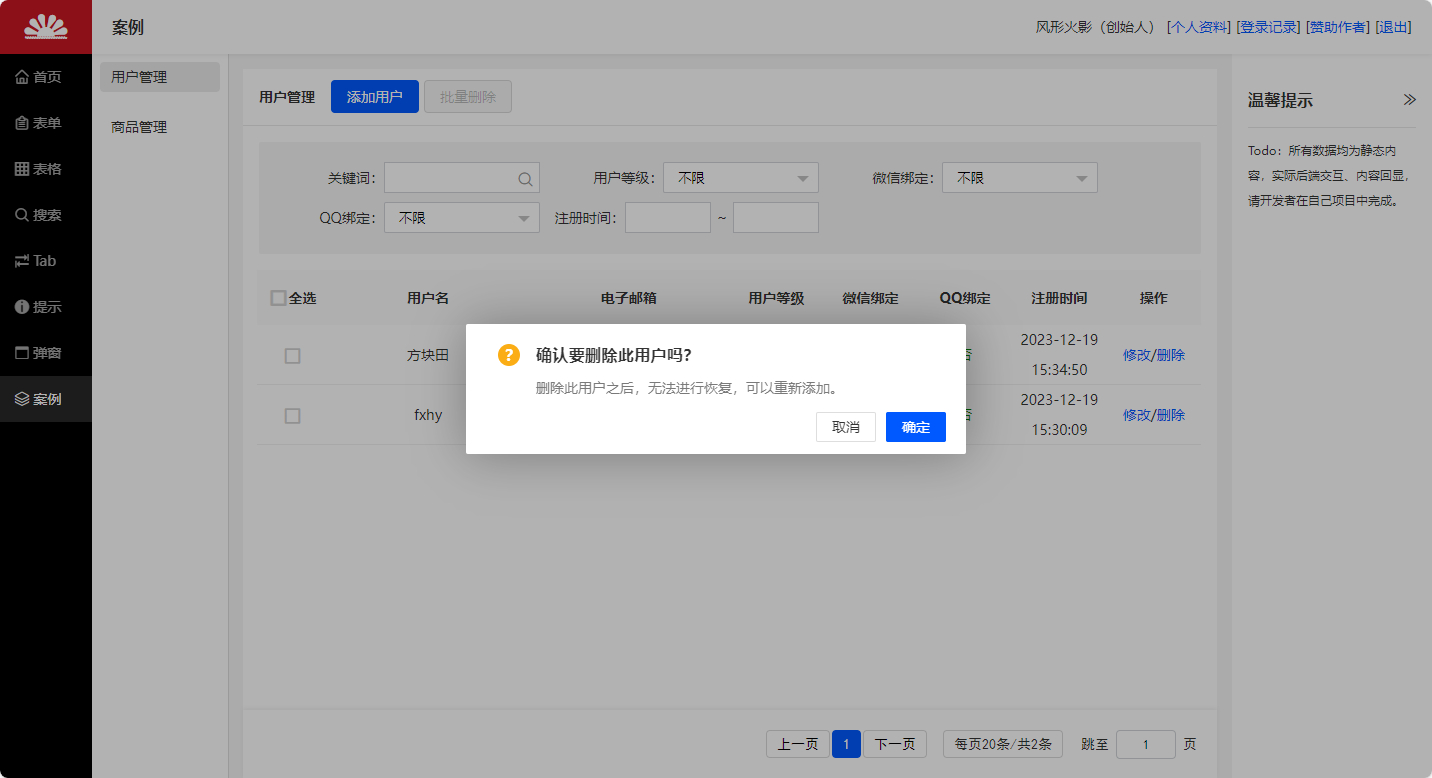 案例
风形火影（创始人） [个人资料] [登录记录] [赞助作者] [退出]
首页
表单
表格
搜索
Tab
提示
弹窗
案例
用户管理
商品管理
用户管理 添加用户 批量删除
关键词： 用户等级： 不限 微信绑定： 不限
QQ绑定： 不限 注册时间： ~
全选 用户名 电子邮箱 用户等级 微信绑定 QQ绑定 注册时间 操作
方块田 2023-12-19 15:34:50 修改/删除
fxhy 2023-12-19 15:30:09 修改/删除
确认要删除此用户吗?
删除此用户之后，无法进行恢复，可以重新添加。
取消 确定
上一页 1 下一页 每页20条/共2条 跳至 1 页
温馨提示
Todo：所有数据均为静态内
容，实际后端交互、内容回显，
请开发者在自己项目中完成。